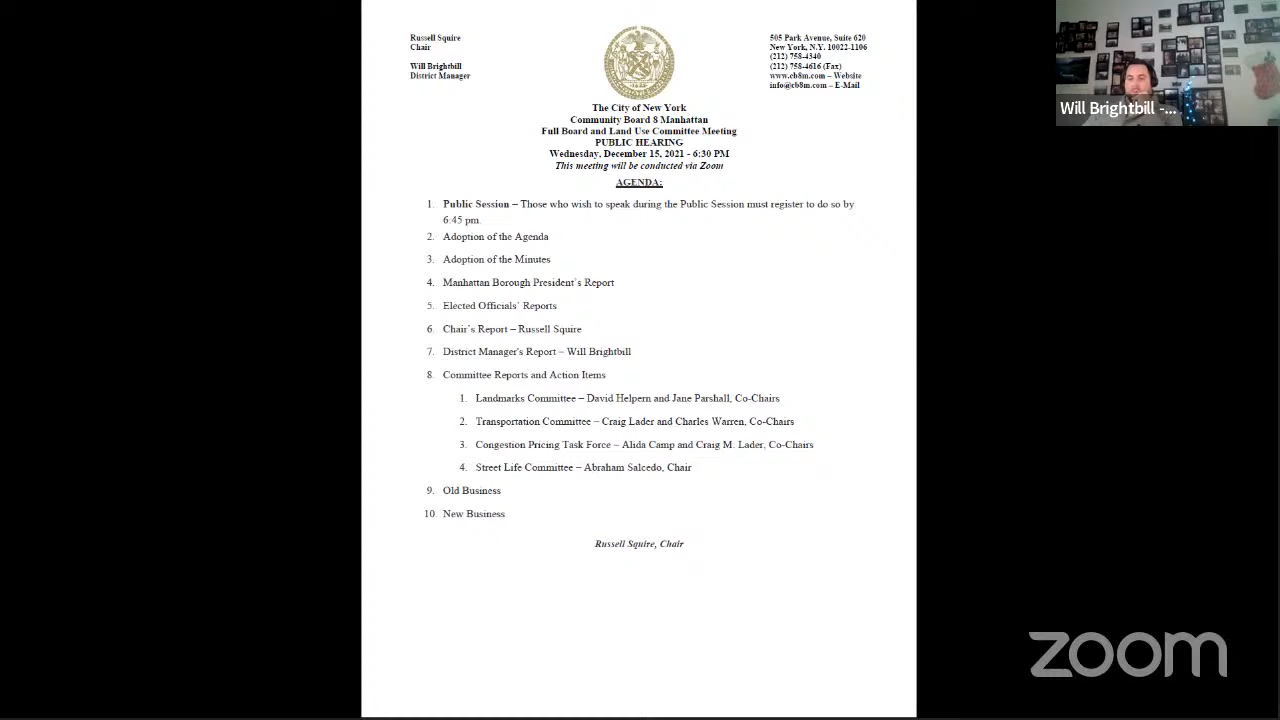 Russell Squire
Chair
Will Brightbill
District Manager
505 Park Avenue, Suite 620
New York, N.Y. 10022-1106
(212) 758-4340
(212) 758-4616 (Fax)
www.cb8m.com – Website
info@cb8m.com – E-Mail
The City of New York
Community Board 8 Manhattan
Full Board and Land Use Committee Meeting
PUBLIC HEARING
Wednesday, December 15, 2021 - 6:30 PM
This meeting will be conducted via Zoom
AGENDA:
1. Public Session – Those who wish to speak during the Public Session must register to do so by
6:45 pm.
2. Adoption of the Agenda
3. Adoption of the Minutes
4. Manhattan Borough President's Report
5. Elected Officials' Reports
6. Chair's Report – Russell Squire
7. District Manager's Report – Will Brightbill
8. Committee Reports and Action Items
1. Landmarks Committee – David Helpern and Jane Parshall, Co-Chairs
2. Transportation Committee – Craig Lader and Charles Warren, Co-Chairs
3. Congestion Pricing Task Force – Alida Camp and Craig M. Lader, Co-Chairs
4. Street Life Committee – Abraham Salcedo, Chair
9. Old Business
10. New Business
Russell Squire, Chair
Will Brightbill -...
zoom